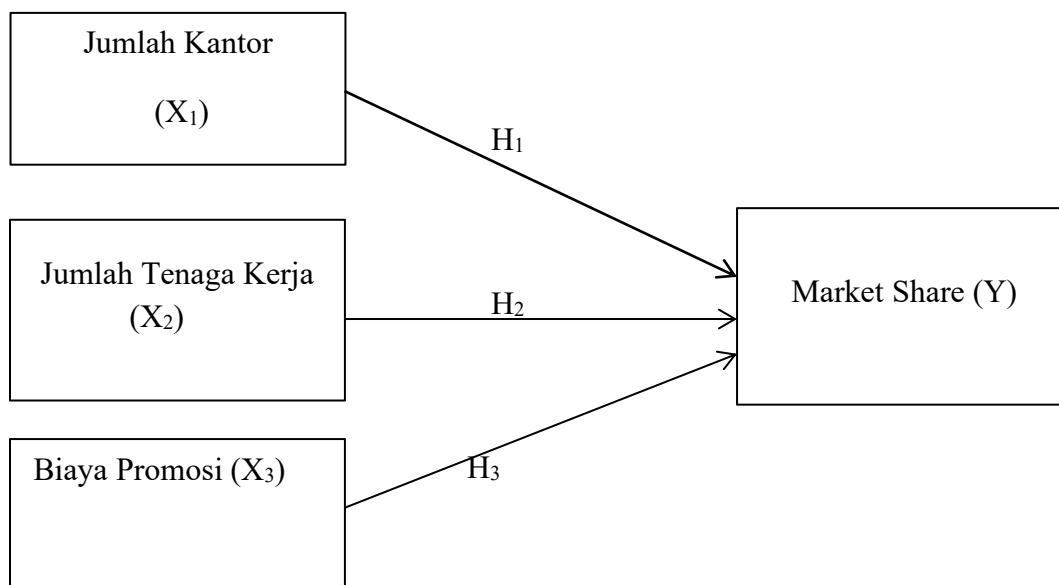 Jumlah Kantor
(X₁)
H₁
Jumlah Tenaga Kerja
(X₂)
H₂
Market Share (Y)
Biaya Promosi (X₃)
H₃